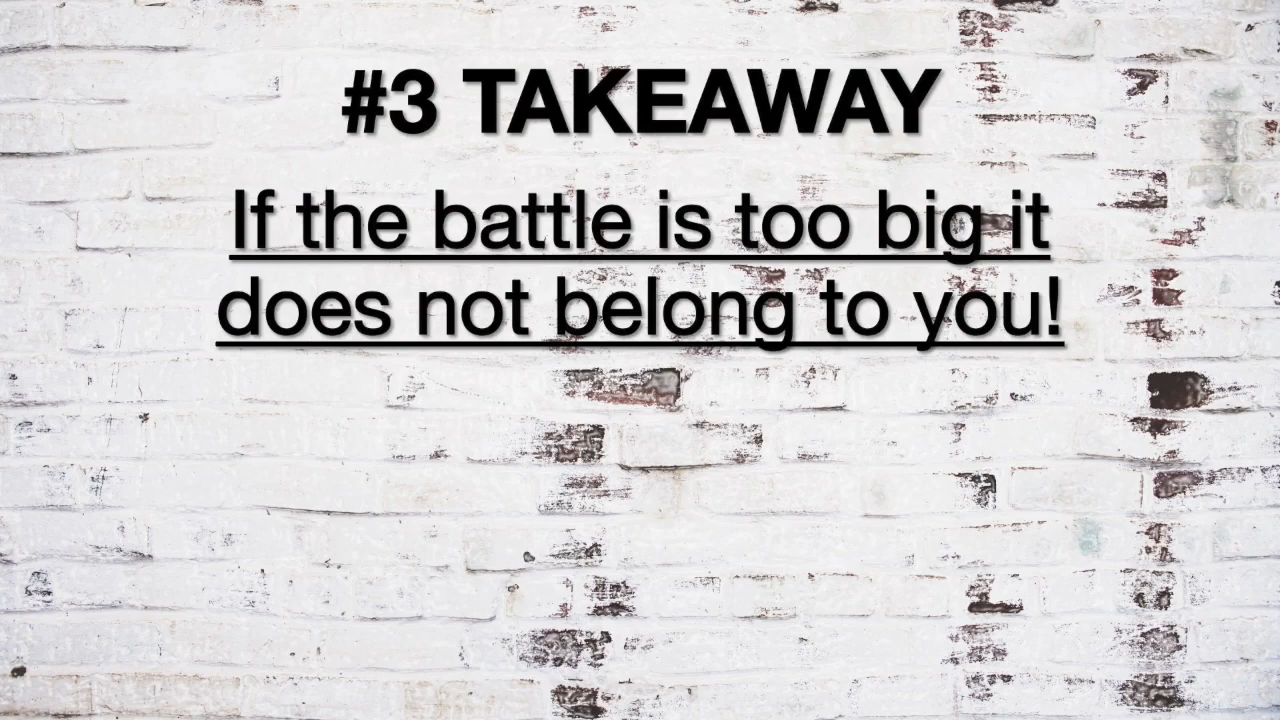 #3 TAKEAWAY
If the battle is too big it
does not belong to you!